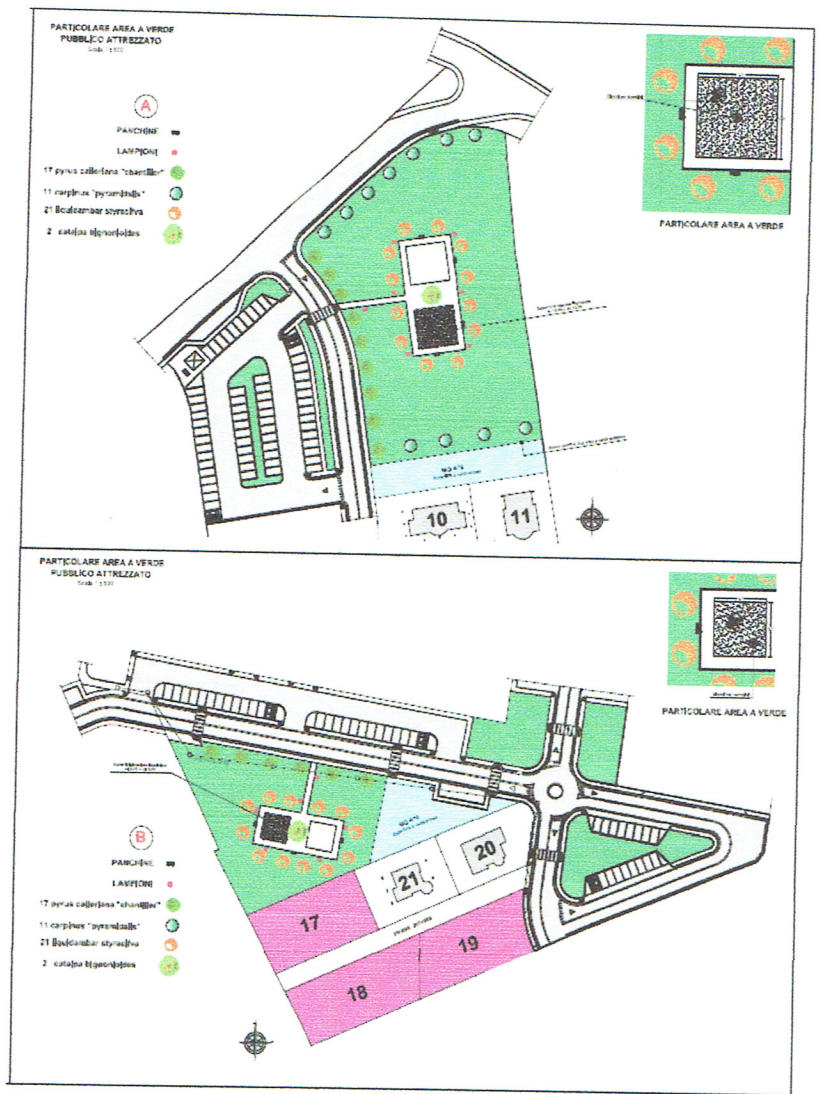 PARTICOLARE AREA A VERDE
PUBBLICO ATTREZZATO
A
PANCHINE
LAMPIONI
17 pyrus calleriana "chantiller"
11 carpinus "pyramidalis"
21 liquidambar styraciva
2 catalpa bignonioides
PARTICOLARE AREA A VERDE
10
11
PARTICOLARE AREA A VERDE
PUBBLICO ATTREZZATO
PARTICOLARE AREA A VERDE
B
PANCHINE
LAMPIONI
17 pyrus calleriana "chantiller"
11 carpinus "pyramidalis"
21 liquidambar styraciva
2 catalpa bignonioides
20
21
17
19
18